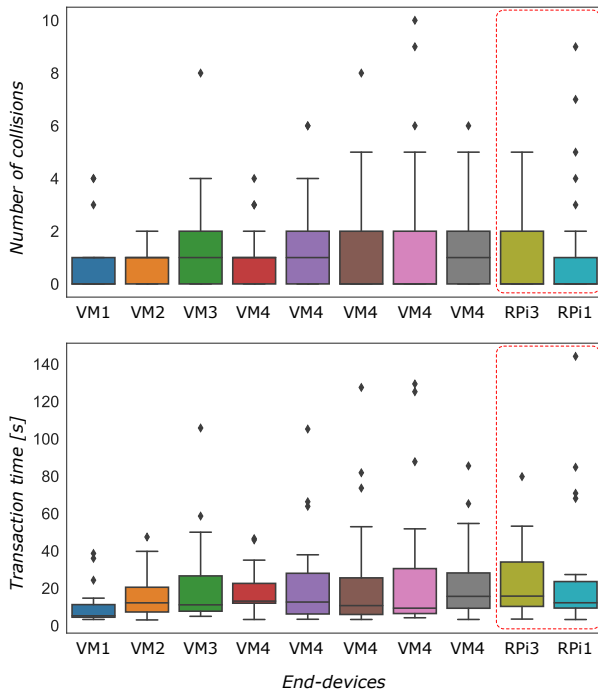 Number of collisions
10
8
6
4
2
0
VM1 VM2 VM3 VM4 VM4 VM4 VM4 VM4 RPi3 RPi1
Transaction time [s]
140
120
100
80
60
40
20
0
VM1 VM2 VM3 VM4 VM4 VM4 VM4 VM4 RPi3 RPi1
End-devices